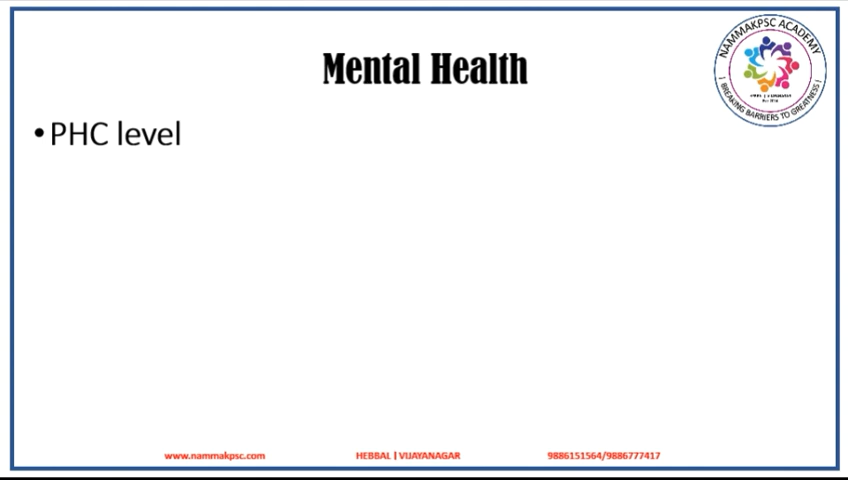 Mental Health
NAMMAKPSC ACADEMY
| BREAKING BARRIERS TO GREATNESS |
• PHC level
www.nammakpsc.com
HEBBAL | VIJAYANAGAR
9886151564/9886777417